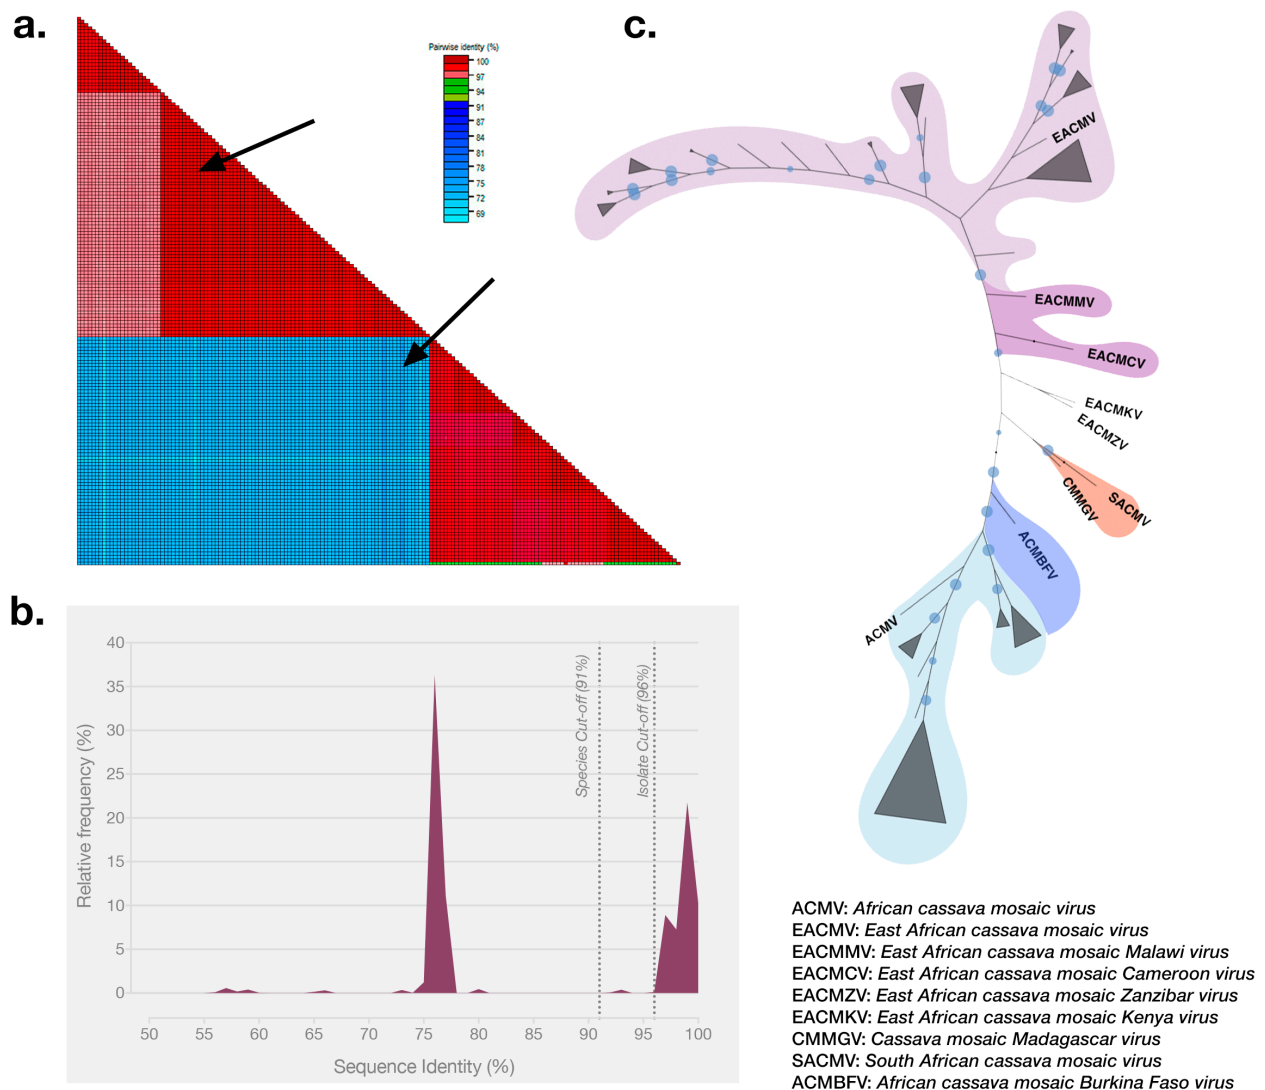 a.
Pairwise identity (%)
100
97
94
91
87
84
81
78
75
72
69
b.
40
35
30
25
20
15
10
5
0
Relative frequency (%)
Species Cut-off (91%)
Isolate Cut-off (96%)
50 55 60 65 70 75 80 85 90 95 100
Sequence Identity (%)
c.
EACMV
EACMMV
EACMCV
EACMKV
EACMZV
CMMGV
SACMV
ACMBFV
ACMV
ACMV: African cassava mosaic virus
EACMV: East African cassava mosaic virus
EACMMV: East African cassava mosaic Malawi virus
EACMCV: East African cassava mosaic Cameroon virus
EACMZV: East African cassava mosaic Zanzibar virus
EACMKV: East African cassava mosaic Kenya virus
CMMGV: Cassava mosaic Madagascar virus
SACMV: South African cassava mosaic virus
ACMBFV: African cassava mosaic Burkina Faso virus